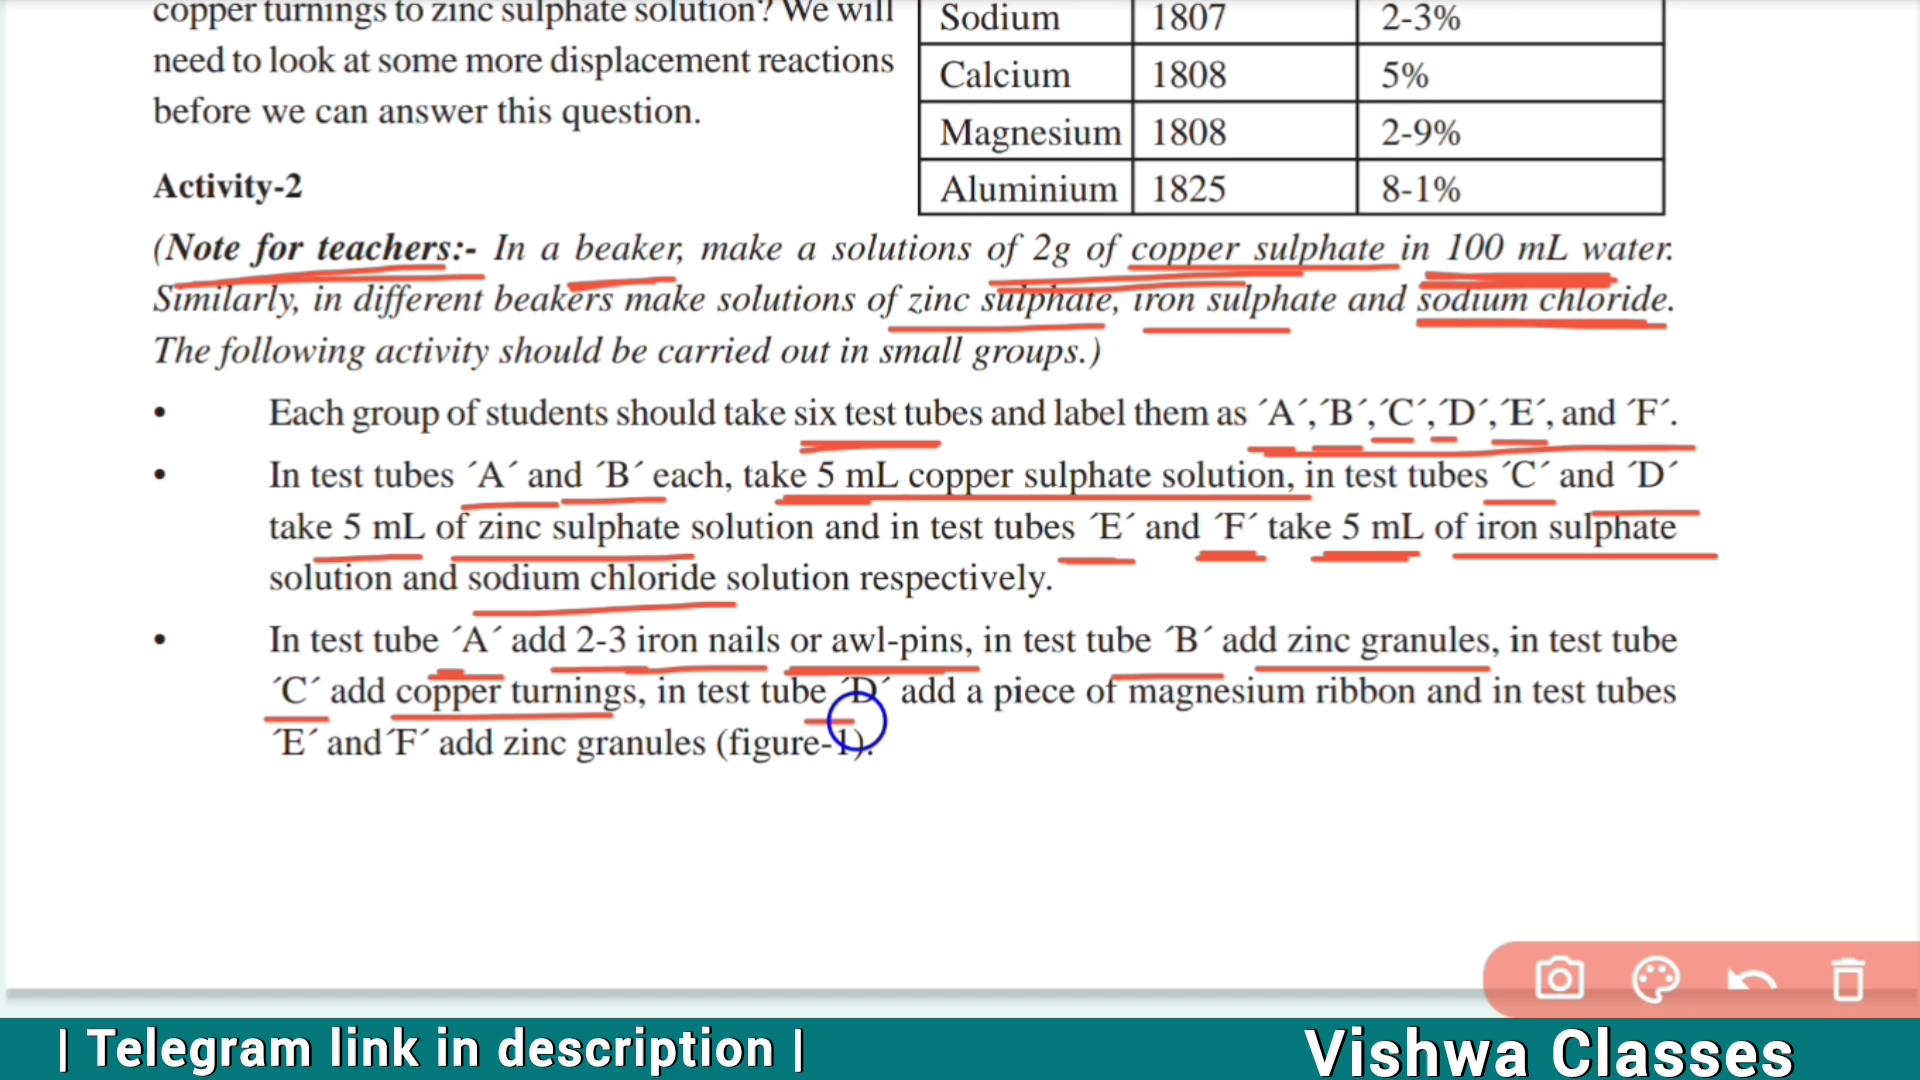 copper turnings to zinc sulphate solution? We will
need to look at some more displacement reactions
before we can answer this question.
Sodium 1807 2-3%
Calcium 1808 5%
Magnesium 1808 2-9%
Aluminium 1825 8-1%
Activity-2
(Note for teachers:- In a beaker, make a solutions of 2g of copper sulphate in 100 mL water.
Similarly, in different beakers make solutions of zinc sulphate, iron sulphate and sodium chloride.
The following activity should be carried out in small groups.)
• Each group of students should take six test tubes and label them as ´A´,´B´,´C´,´D´,´E´, and ´F´.
• In test tubes ´A´ and ´B´ each, take 5 mL copper sulphate solution, in test tubes ´C´ and ´D´
take 5 mL of zinc sulphate solution and in test tubes ´E´ and ´F´ take 5 mL of iron sulphate
solution and sodium chloride solution respectively.
• In test tube ´A´ add 2-3 iron nails or awl-pins, in test tube ´B´ add zinc granules, in test tube
´C´ add copper turnings, in test tube ´D´ add a piece of magnesium ribbon and in test tubes
´E´ and ´F´ add zinc granules (figure-1).
| Telegram link in description |
Vishwa Classes